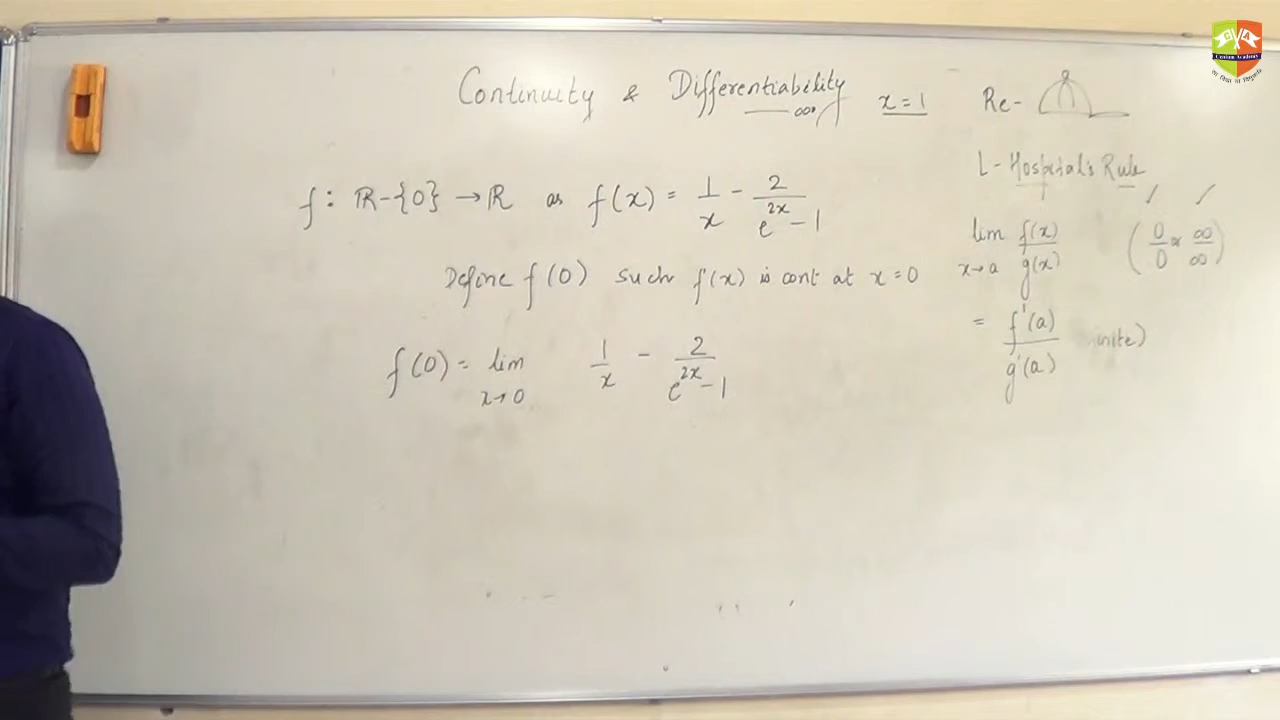 Continuity & Differentiability x = 1 Re-
L-Hospital's Rule
f : ℝ-{0} → ℝ as f(x) = 1/x - 2/(e^2x - 1)
lim x→a f(x)/g(x) (0/0 or ∞/∞)
Define f(0) such f(x) is cont at x = 0
= f'(a)/g'(a)
f(0) = lim x→0 1/x - 2/(e^2x - 1)